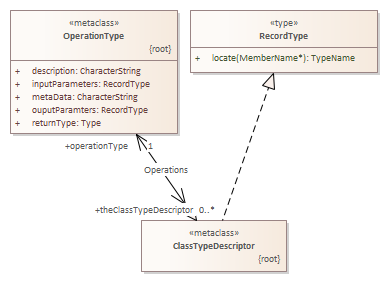 «metaclass»
OperationType
{root}
+ description: CharacterString
+ inputParameters: RecordType
+ metaData: CharacterString
+ ouputParamters: RecordType
+ returnType: Type
«type»
RecordType
+ locate(MemberName*): TypeName
+operationType 1
Operations
+theClassTypeDescriptor 0..*
«metaclass»
ClassTypeDescriptor
{root}